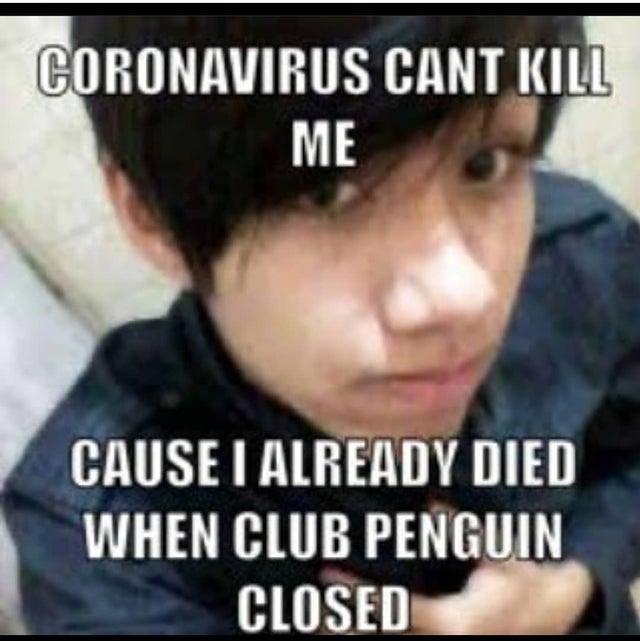 CORONAVIRUS CANT KILL
ME
CAUSE I ALREADY DIED
WHEN CLUB PENGUIN
CLOSED